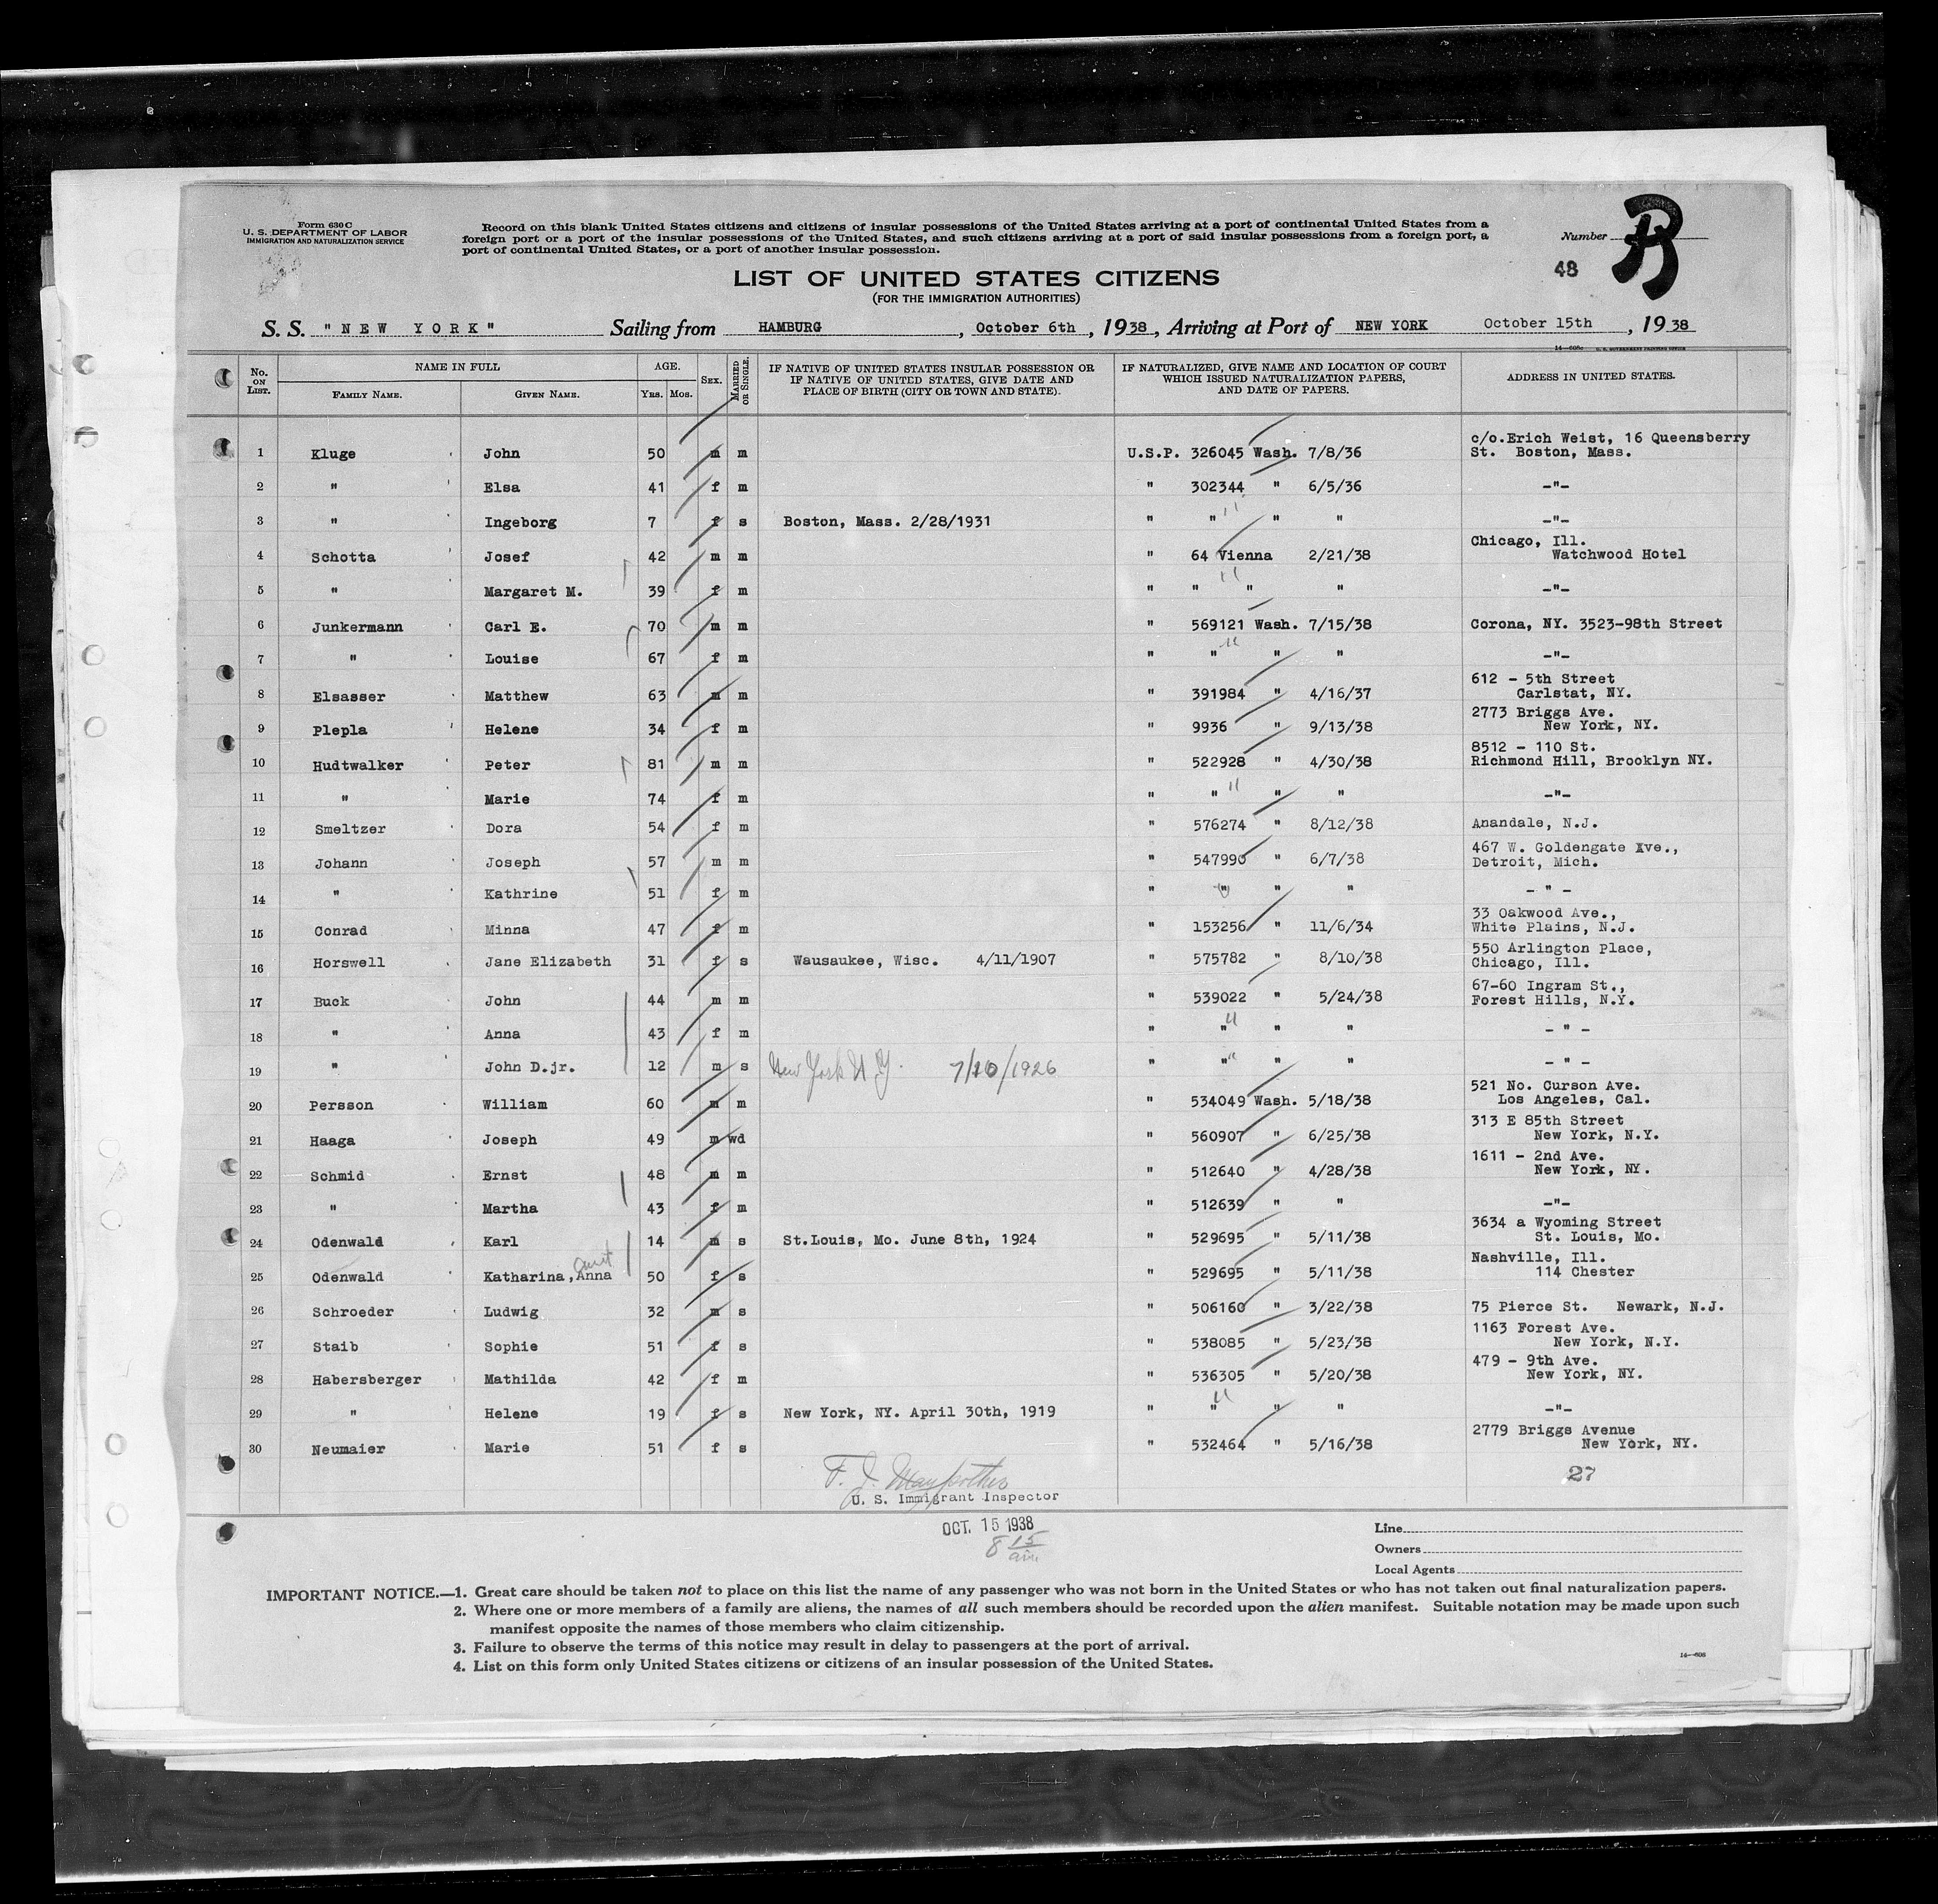 Form 630 C
U. S. DEPARTMENT OF LABOR
IMMIGRATION AND NATURALIZATION SERVICE
Record on this blank United States citizens and citizens of insular possessions of the United States arriving at a port of continental United States from a
foreign port or a port of the insular possessions of the United States, and such citizens arriving at a port of said insular possessions from a foreign port, a
port of continental United States, or a port of another insular possession.
Number
48
LIST OF UNITED STATES CITIZENS
(FOR THE IMMIGRATION AUTHORITIES)
S. S. "NEW YORK" Sailing from HAMBURG, October 6th, 1938, Arriving at Port of NEW YORK October 15th, 1938
14—608c U. S. GOVERNMENT PRINTING OFFICE
No. ON LIST. NAME IN FULL FAMILY NAME. GIVEN NAME. AGE. Yrs. Mos. SEX. MARRIED OR SINGLE. IF NATIVE OF UNITED STATES INSULAR POSSESSION OR IF NATIVE OF UNITED STATES, GIVE DATE AND PLACE OF BIRTH (CITY OR TOWN AND STATE). IF NATURALIZED, GIVE NAME AND LOCATION OF COURT WHICH ISSUED NATURALIZATION PAPERS, AND DATE OF PAPERS. ADDRESS IN UNITED STATES.
1 Kluge John 50 m m U.S.P. 326045 Wash. 7/8/36 c/o.Erich Weist, 16 Queensberry St. Boston, Mass.
2 " Elsa 41 f m " 302344 " 6/5/36 -"-
3 " Ingeborg 7 f s Boston, Mass. 2/28/1931 " " " " -"-
4 Schotta Josef 42 m m " 64 Vienna 2/21/38 Chicago, Ill. Watchwood Hotel
5 " Margaret M. 39 f m " " " " -"-
6 Junkermann Carl E. 70 m m " 569121 Wash. 7/15/38 Corona, NY. 3523-98th Street
7 " Louise 67 f m " " " " -"-
8 Elsasser Matthew 63 m m " 391984 " 4/16/37 612 - 5th Street Carlstat, NY.
9 Plepla Helene 34 f m " 9936 " 9/13/38 2773 Briggs Ave. New York, NY.
10 Hudtwalker Peter 81 m m " 522928 " 4/30/38 8512 - 110 St. Richmond Hill, Brooklyn NY.
11 " Marie 74 f m " " " " -"-
12 Smeltzer Dora 54 f m " 576274 " 8/12/38 Anandale, N.J.
13 Johann Joseph 57 m m " 547990 " 6/7/38 467 W. Goldengate Ave., Detroit, Mich.
14 " Kathrine 51 f m " " " " - " -
15 Conrad Minna 47 f m " 153256 " 11/6/34 33 Oakwood Ave., White Plains, N.J.
16 Horswell Jane Elizabeth 31 f s Wausaukee, Wisc. 4/11/1907 " 575782 " 8/10/38 550 Arlington Place, Chicago, Ill.
17 Buck John 44 m m " 539022 " 5/24/38 67-60 Ingram St., Forest Hills, N.Y.
18 " Anna 43 f m " " " " - " -
19 " John D.jr. 12 m s New York N.Y. 7/10/1926 " " " " - " -
20 Persson William 60 m m " 534049 Wash. 5/18/38 521 No. Curson Ave. Los Angeles, Cal.
21 Haaga Joseph 49 m wd " 560907 " 6/25/38 313 E 85th Street New York, N.Y.
22 Schmid Ernst 48 m m " 512640 " 4/28/38 1611 - 2nd Ave. New York, NY.
23 " Martha 43 f m " 512639 " " -"-
24 Odenwald Karl 14 m s St.Louis, Mo. June 8th, 1924 " 529695 " 5/11/38 3634 a Wyoming Street St. Louis, Mo.
25 Odenwald Katharina,Anna aunt 50 f s " 529695 " 5/11/38 Nashville, Ill. 114 Chester
26 Schroeder Ludwig 32 m s " 506160 " 3/22/38 75 Pierce St. Newark, N.J.
27 Staib Sophie 51 f s " 538085 " 5/23/38 1163 Forest Ave. New York, N.Y.
28 Habersberger Mathilda 42 f m " 536305 " 5/20/38 479 - 9th Ave. New York, NY.
29 " Helene 19 f s New York, NY. April 30th, 1919 " " " " -"-
30 Neumaier Marie 51 f s " 532464 " 5/16/38 2779 Briggs Avenue New York, NY.
27
F. J.
U. S. Immigrant Inspector
OCT. 15 1938
8 15 am
Line
Owners
Local Agents
IMPORTANT NOTICE.—1. Great care should be taken not to place on this list the name of any passenger who was not born in the United States or who has not taken out final naturalization papers.
2. Where one or more members of a family are aliens, the names of all such members should be recorded upon the alien manifest. Suitable notation may be made upon such
manifest opposite the names of those members who claim citizenship.
3. Failure to observe the terms of this notice may result in delay to passengers at the port of arrival.
4. List on this form only United States citizens or citizens of an insular possession of the United States.
14—608